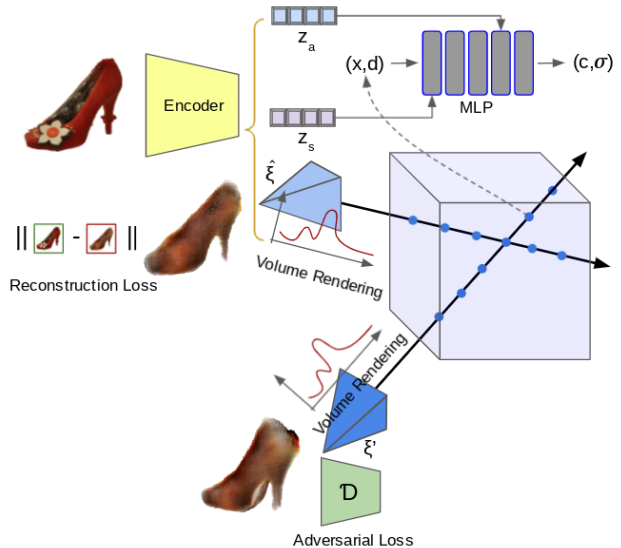 z_a
(x,d)
(c,σ)
Encoder
MLP
z_s
ξ̂
|| - ||
Reconstruction Loss
Volume Rendering
Volume Rendering
ξ'
D
Adversarial Loss